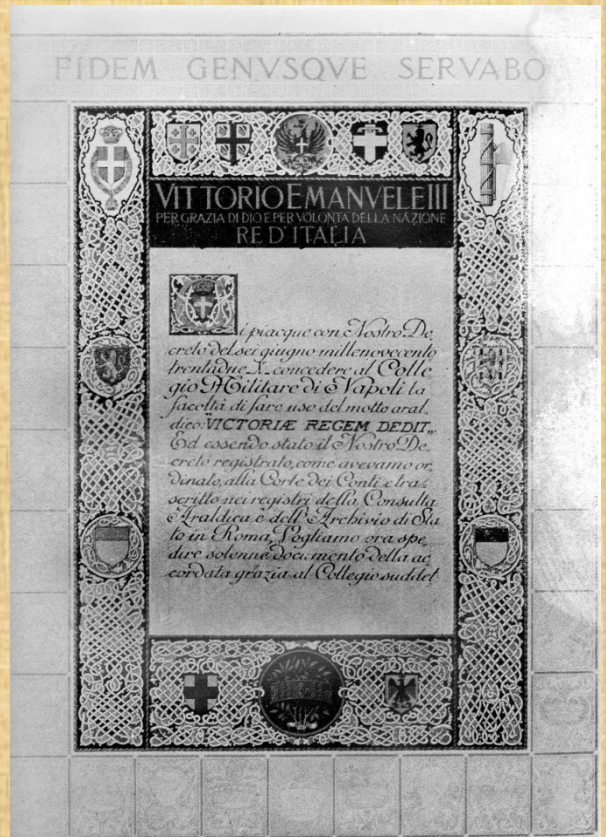 FIDEM GENVSQVE SERVABO
VITTORIO EMANVELE III
PER GRAZIA DI DIO E PER VOLONTA DELLA NAZIONE
RE D'ITALIA
i piacque con Nostro De
creto del sei giugno millenovecento
trentadue X concedere al Colle
gio Militare di Napoli la
facoltà di fare uso del motto aral
dico: VICTORIÆ REGEM DEDIT„
Ed essendo stato il Nostro De
creto registrato, come avevamo or
dinato, alla Corte dei Conti e tra
scritto nei registri della Consulta
Araldica e dell'Archivio di Sta
to in Roma, Vogliamo ora spe
dire solenne documento della ac
cordata grazia al Collegio suddet